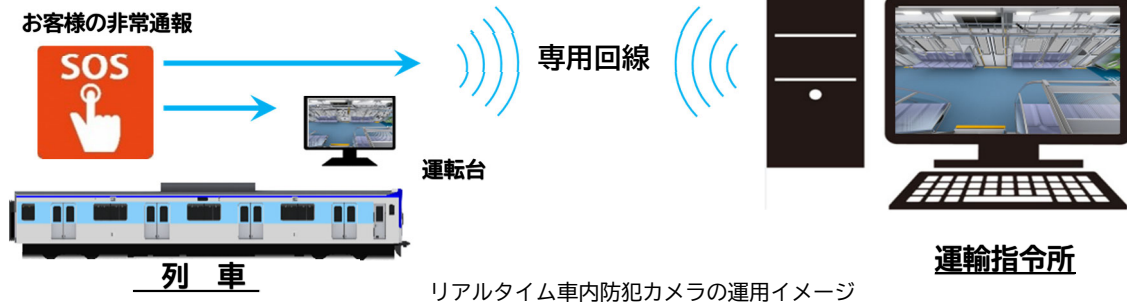 お客様の非常通報
SOS
専用回線
運転台
列　車
運輸指令所
リアルタイム車内防犯カメラの運用イメージ